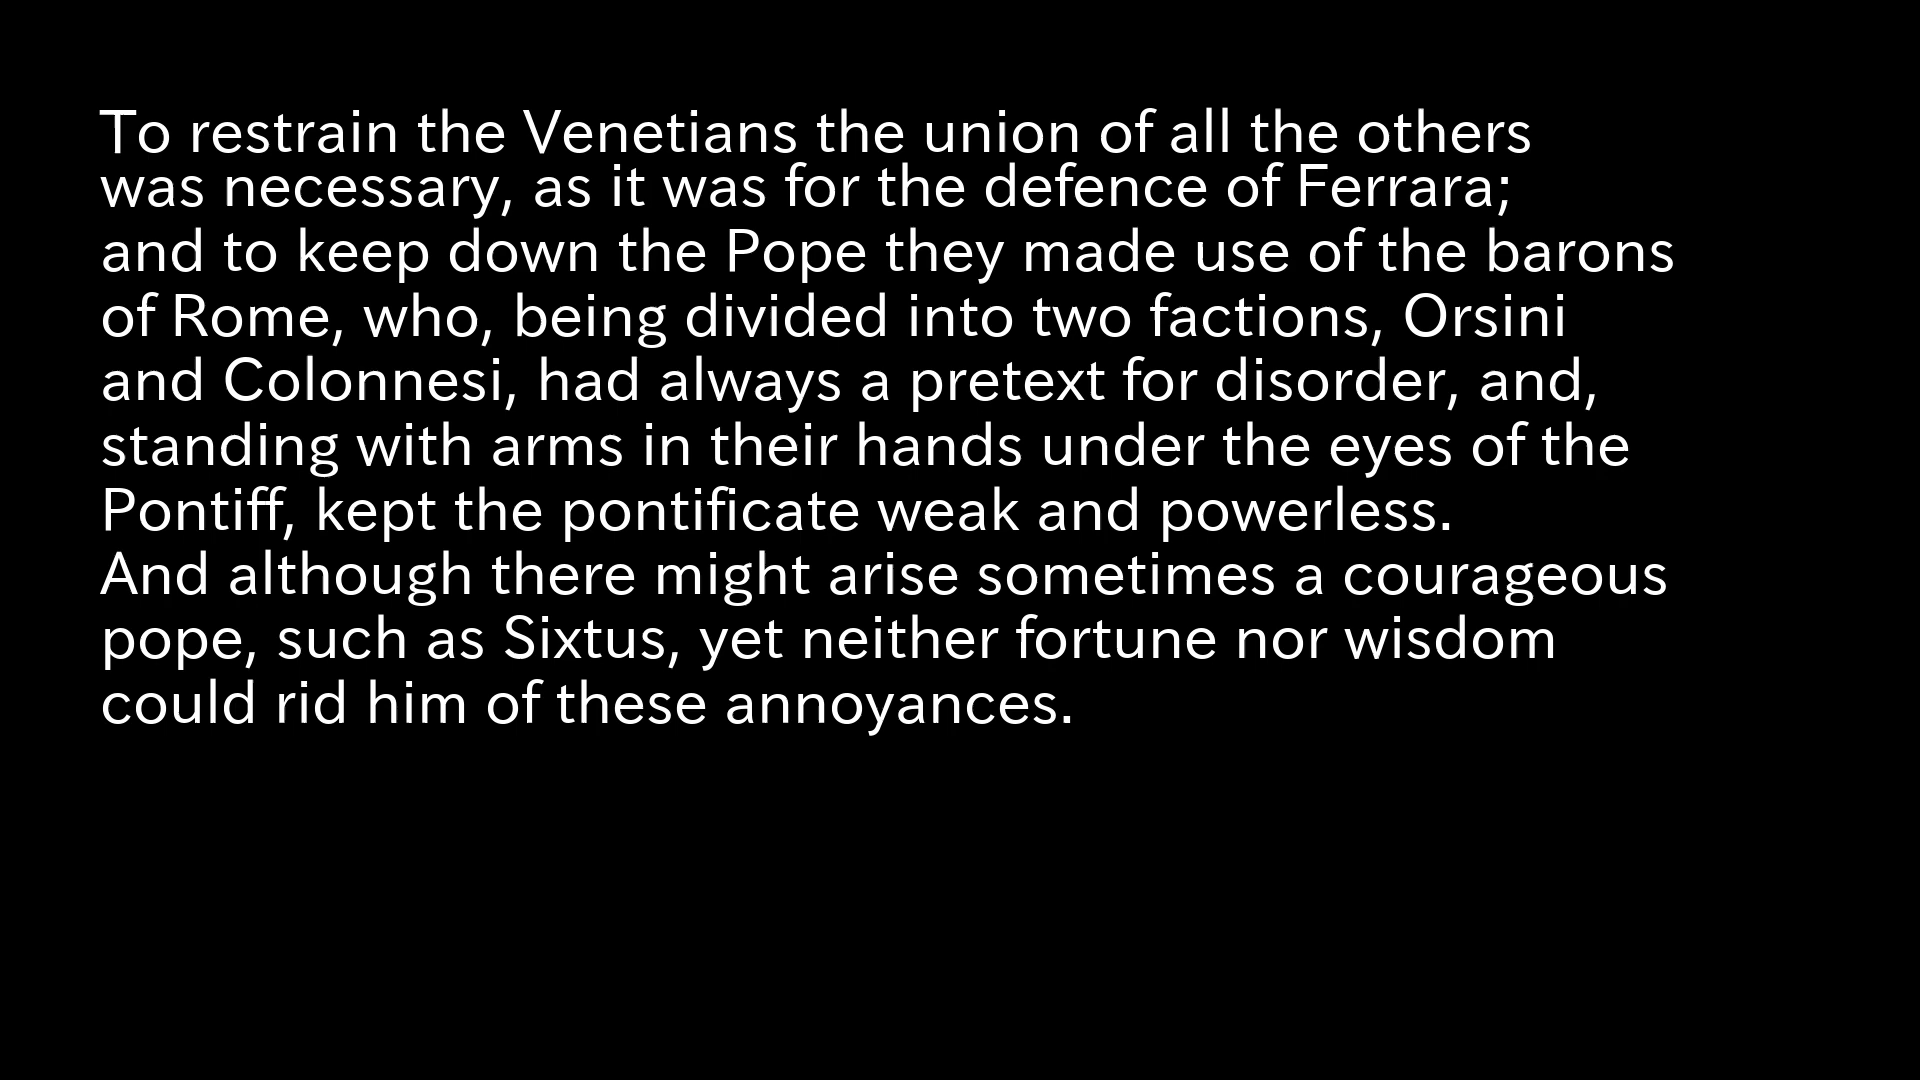 To restrain the Venetians the union of all the others
was necessary, as it was for the defence of Ferrara;
and to keep down the Pope they made use of the barons
of Rome, who, being divided into two factions, Orsini
and Colonnesi, had always a pretext for disorder, and,
standing with arms in their hands under the eyes of the
Pontiff, kept the pontificate weak and powerless.
And although there might arise sometimes a courageous
pope, such as Sixtus, yet neither fortune nor wisdom
could rid him of these annoyances.